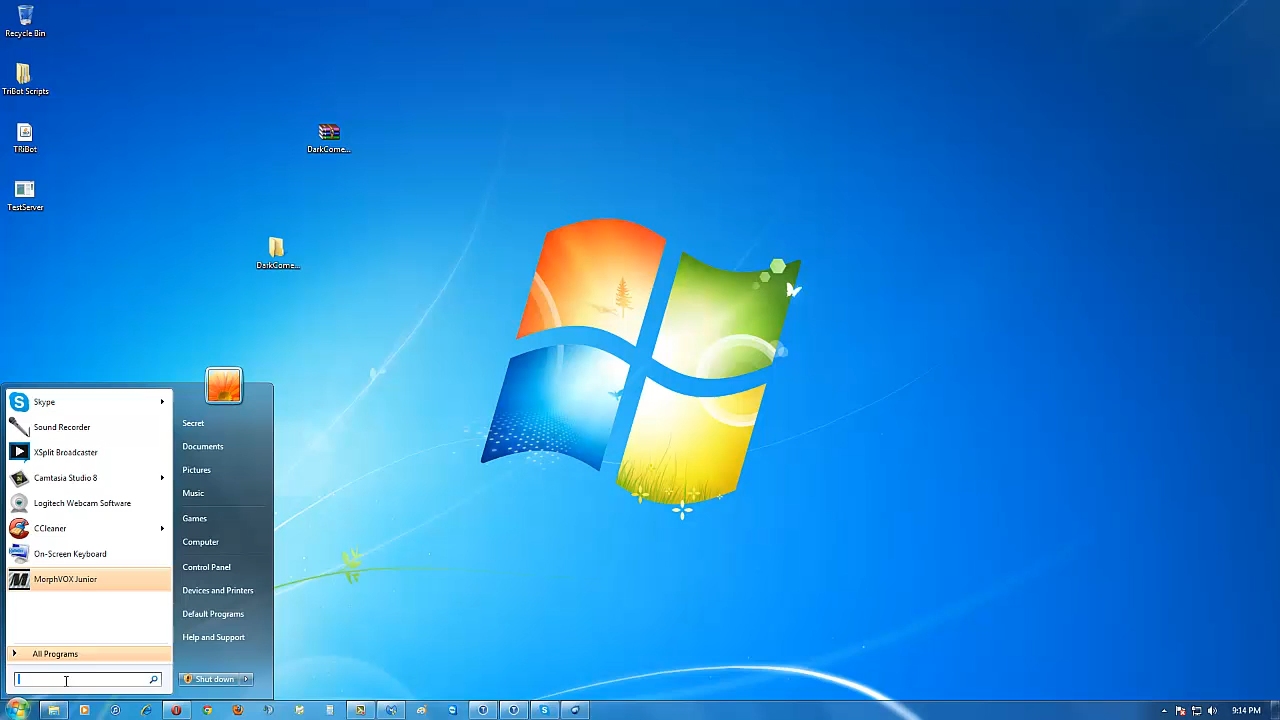 Recycle Bin
TriBot Scripts
TRiBot
TestServer
DarkCome...
DarkCome...
Skype
Sound Recorder
XSplit Broadcaster
Camtasia Studio 8
Logitech Webcam Software
CCleaner
On-Screen Keyboard
MorphVOX Junior
All Programs
Secret
Documents
Pictures
Music
Games
Computer
Control Panel
Devices and Printers
Default Programs
Help and Support
Shut down
9:14 PM